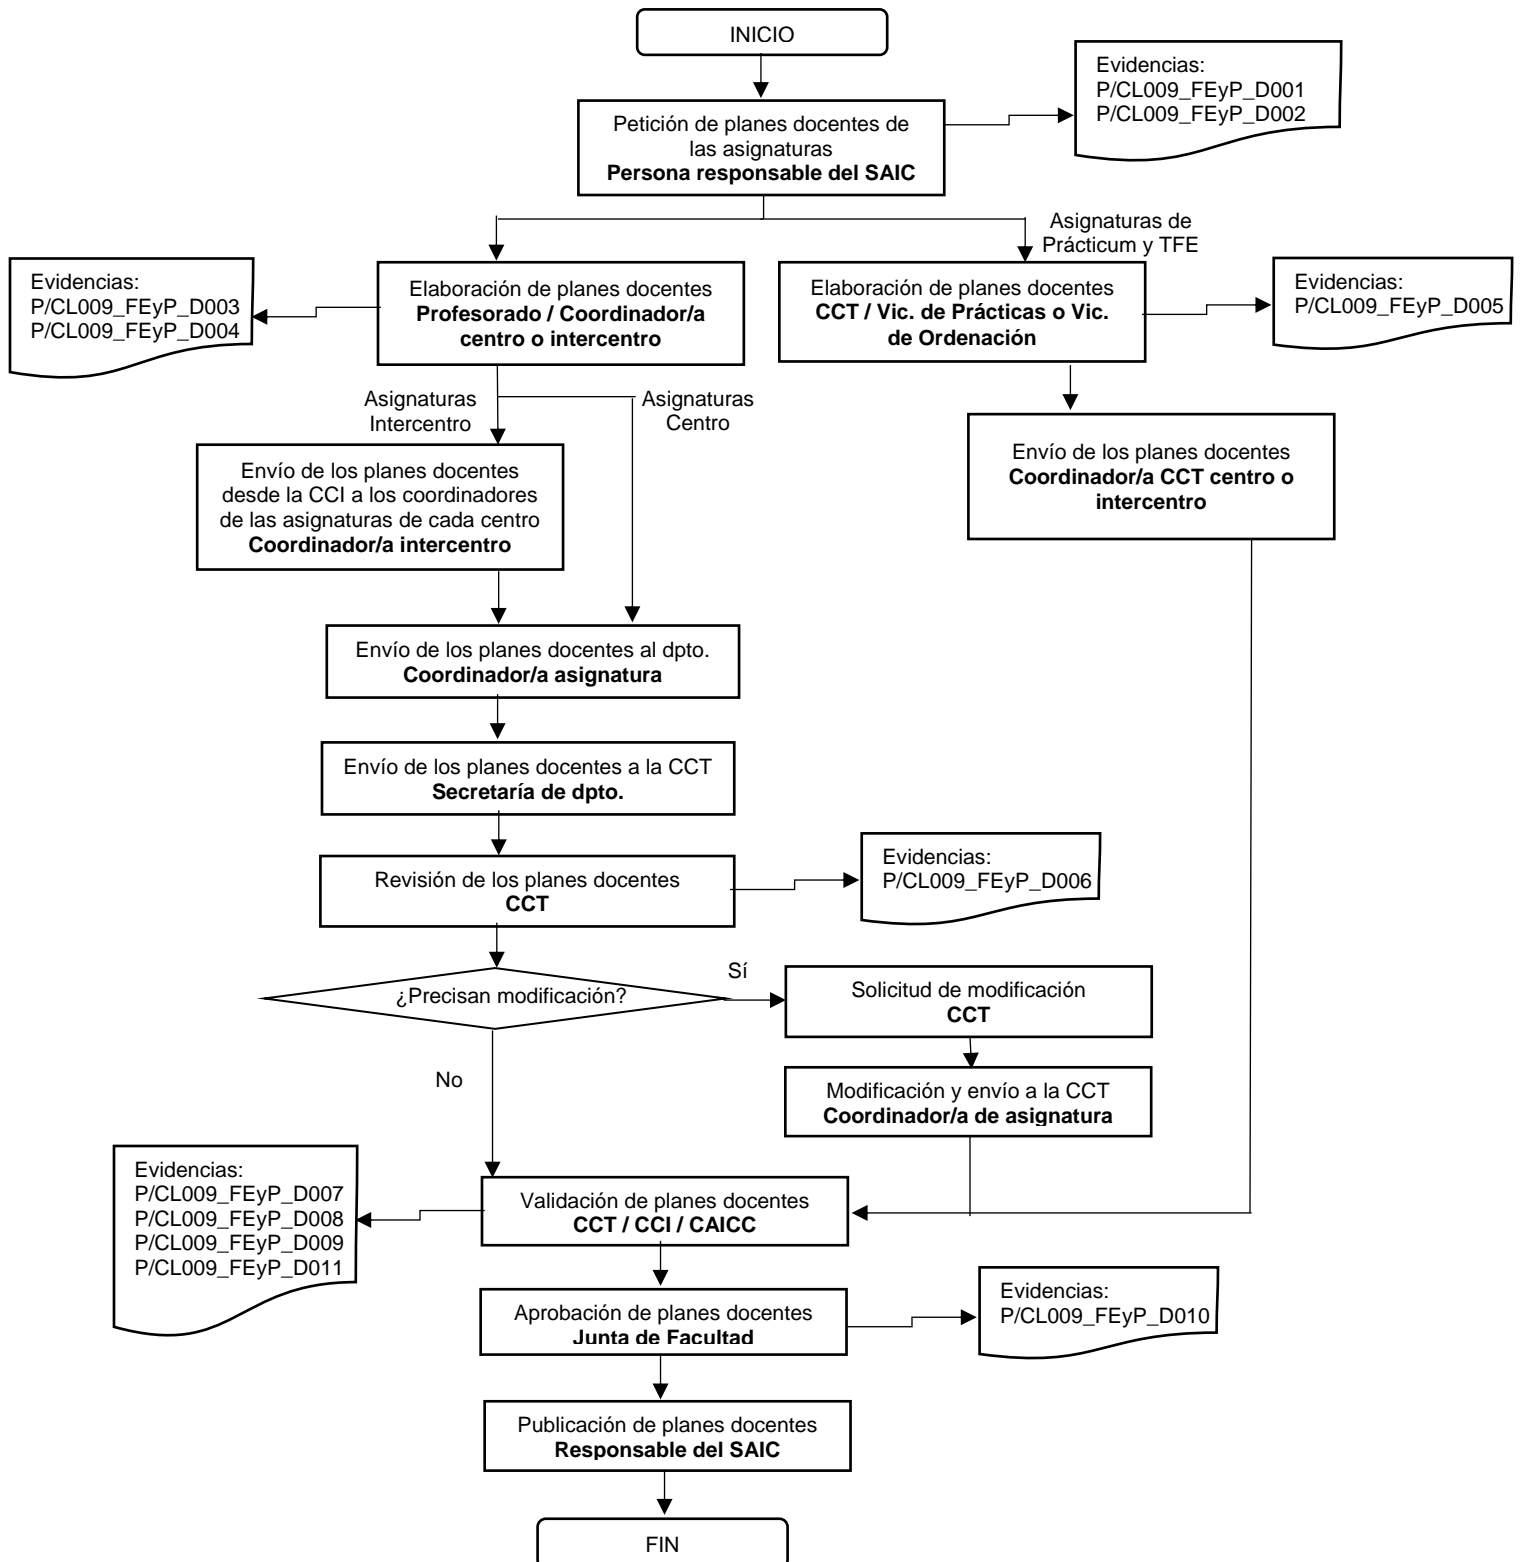 INICIO
Evidencias:
P/CL009_FEyP_D001
P/CL009_FEyP_D002
Petición de planes docentes de
las asignaturas
Persona responsable del SAIC
Asignaturas de
Prácticum y TFE
Evidencias:
P/CL009_FEyP_D003
P/CL009_FEyP_D004
Elaboración de planes docentes
Profesorado / Coordinador/a
centro o intercentro
Elaboración de planes docentes
CCT / Vic. de Prácticas o Vic.
de Ordenación
Evidencias:
P/CL009_FEyP_D005
Asignaturas
Intercentro
Asignaturas
Centro
Envío de los planes docentes
desde la CCI a los coordinadores
de las asignaturas de cada centro
Coordinador/a intercentro
Envío de los planes docentes
Coordinador/a CCT centro o
intercentro
Envío de los planes docentes al dpto.
Coordinador/a asignatura
Envío de los planes docentes a la CCT
Secretaría de dpto.
Revisión de los planes docentes
CCT
Evidencias:
P/CL009_FEyP_D006
¿Precisan modificación?
Sí
Solicitud de modificación
CCT
No
Modificación y envío a la CCT
Coordinador/a de asignatura
Evidencias:
P/CL009_FEyP_D007
P/CL009_FEyP_D008
P/CL009_FEyP_D009
P/CL009_FEyP_D011
Validación de planes docentes
CCT / CCI / CAICC
Aprobación de planes docentes
Junta de Facultad
Evidencias:
P/CL009_FEyP_D010
Publicación de planes docentes
Responsable del SAIC
FIN